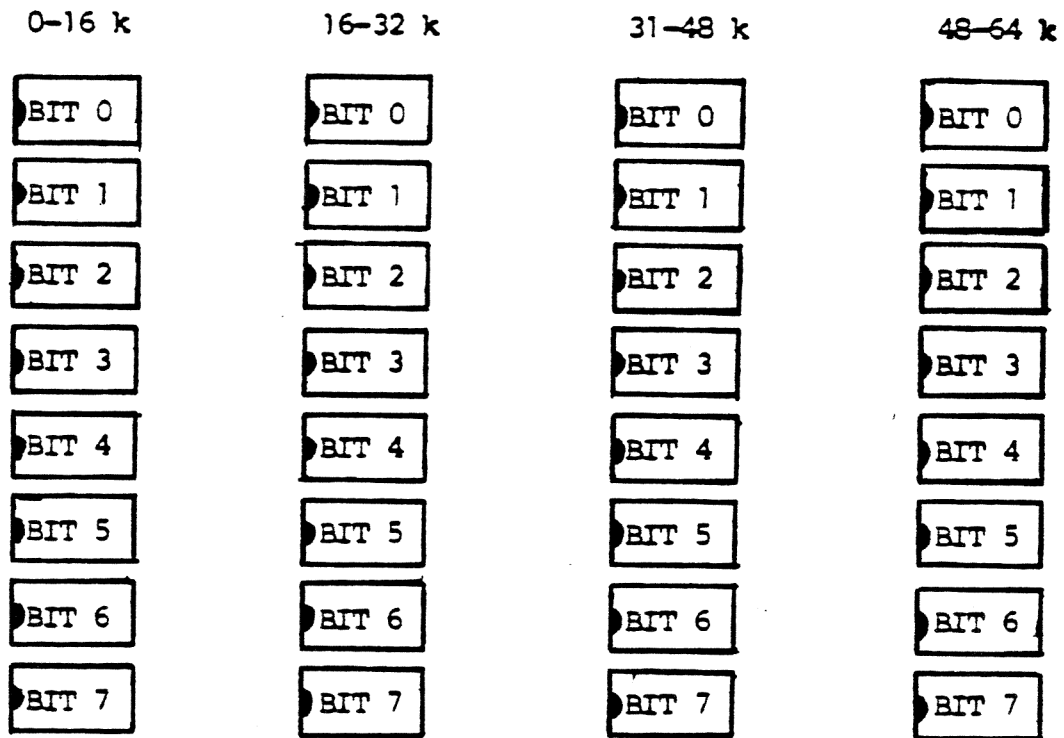 0-16 k 16-32 k 31-48 k 48-64 k
BIT 0 BIT 0 BIT 0 BIT 0
BIT 1 BIT 1 BIT 1 BIT 1
BIT 2 BIT 2 BIT 2 BIT 2
BIT 3 BIT 3 BIT 3 BIT 3
BIT 4 BIT 4 BIT 4 BIT 4
BIT 5 BIT 5 BIT 5 BIT 5
BIT 6 BIT 6 BIT 6 BIT 6
BIT 7 BIT 7 BIT 7 BIT 7